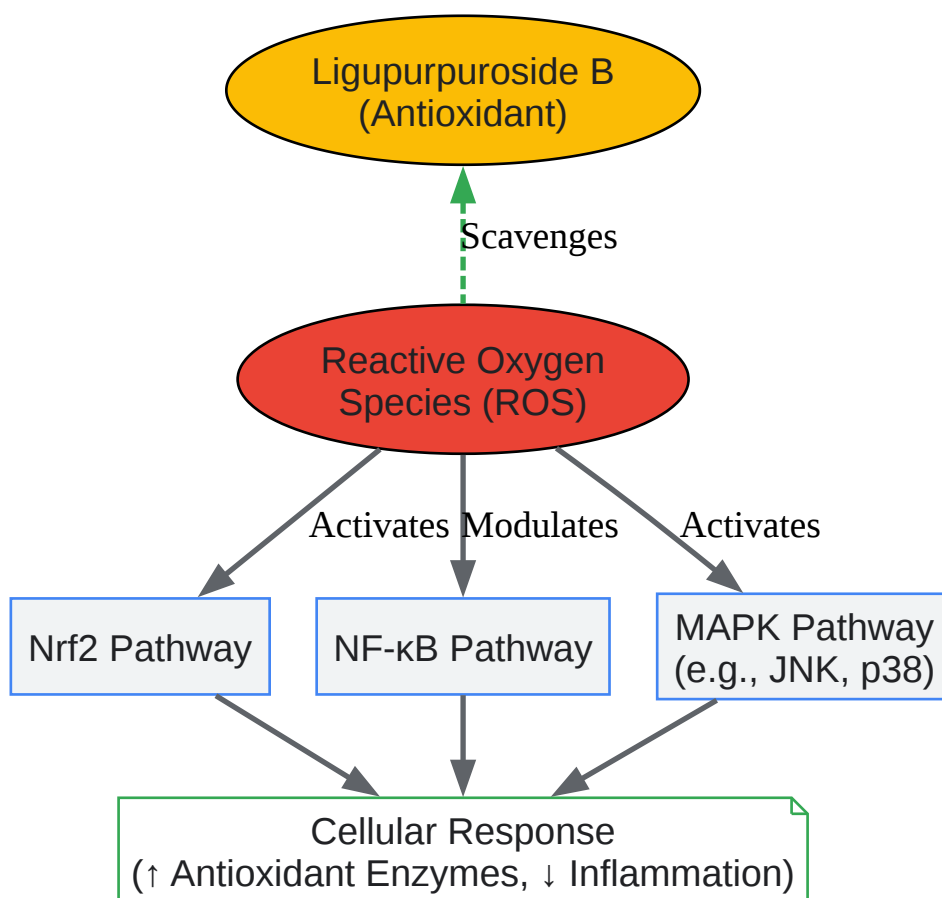 Ligupurpuroside B
(Antioxidant)
Scavenges
Reactive Oxygen
Species (ROS)
Activates
Modulates
Activates
Nrf2 Pathway
NF-κB Pathway
MAPK Pathway
(e.g., JNK, p38)
Cellular Response
(↑ Antioxidant Enzymes, ↓ Inflammation)